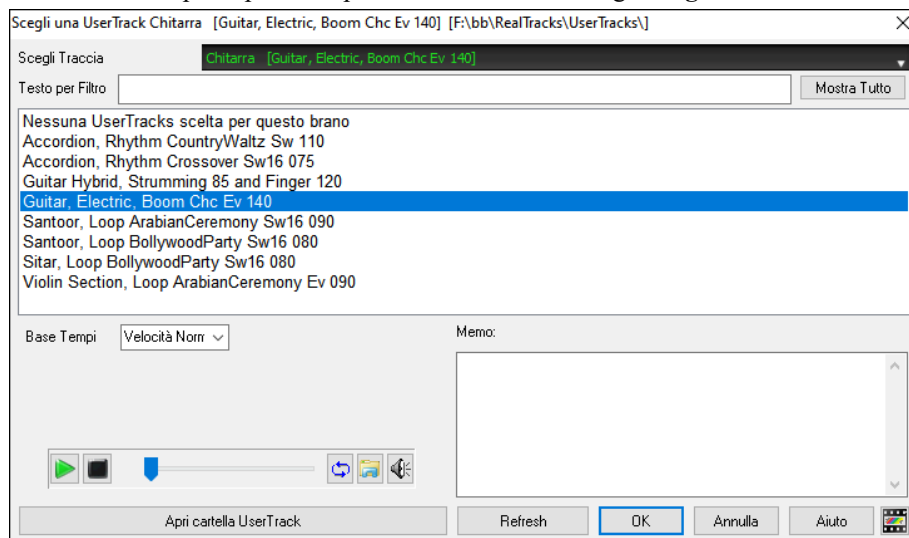 Scegli una UserTrack Chitarra [Guitar, Electric, Boom Chc Ev 140] [F:\bb\RealTracks\UserTracks\]
Scegli Traccia Chitarra [Guitar, Electric, Boom Chc Ev 140]
Testo per Filtro Mostra Tutto
Nessuna UserTracks scelta per questo brano
Accordion, Rhythm CountryWaltz Sw 110
Accordion, Rhythm Crossover Sw16 075
Guitar Hybrid, Strumming 85 and Finger 120
Guitar, Electric, Boom Chc Ev 140
Santoor, Loop ArabianCeremony Sw16 090
Santoor, Loop BollywoodParty Sw16 080
Sitar, Loop BollywoodParty Sw16 080
Violin Section, Loop ArabianCeremony Ev 090
Base Tempi Velocità Norm Memo:
Apri cartella UserTrack Refresh OK Annulla Aiuto